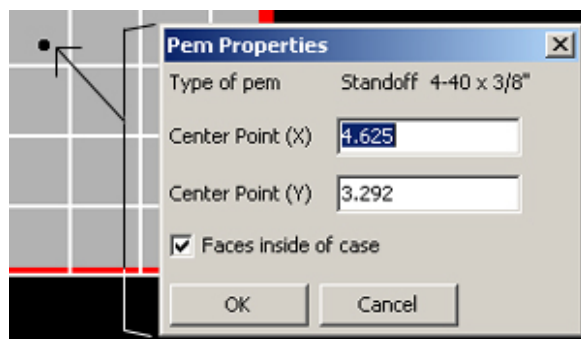 Pem Properties
Type of pem Standoff 4-40 x 3/8"
Center Point (X) 4.625
Center Point (Y) 3.292
Faces inside of case
OK Cancel